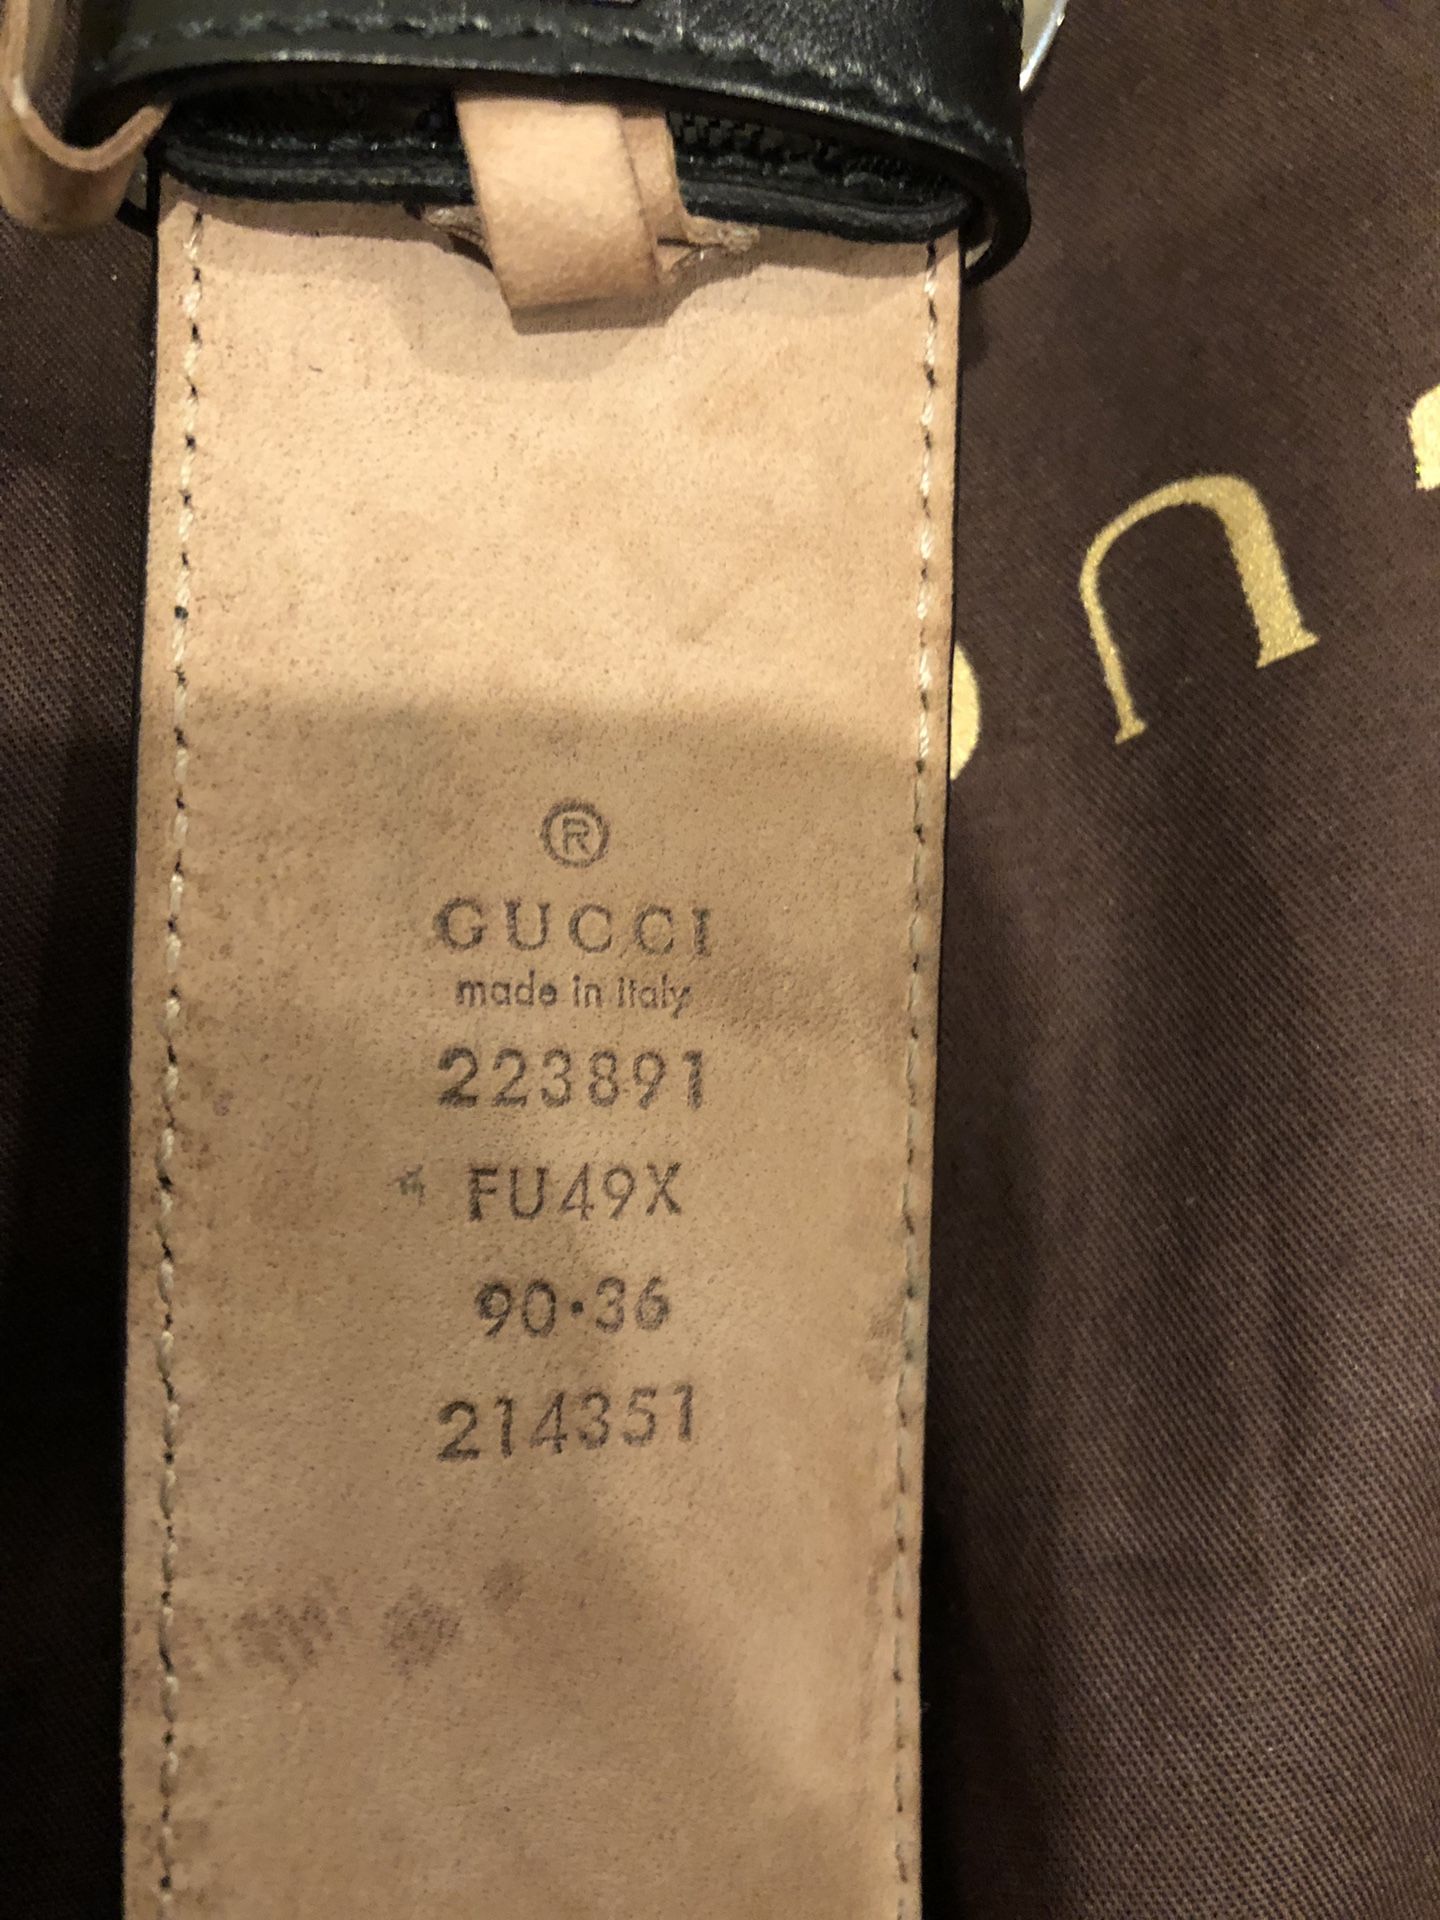 ®
GUCCI
made in italy
223891
FU49X
90·36
214351